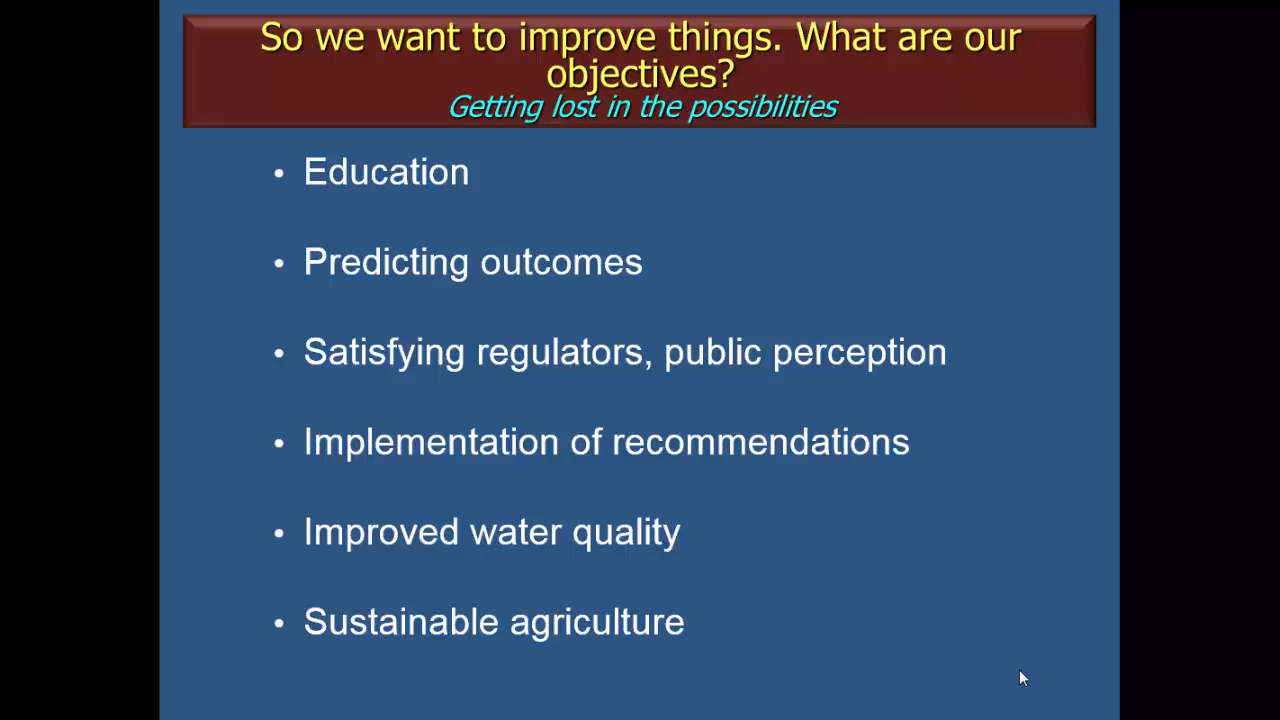 So we want to improve things. What are our
objectives?
Getting lost in the possibilities
• Education
• Predicting outcomes
• Satisfying regulators, public perception
• Implementation of recommendations
• Improved water quality
• Sustainable agriculture